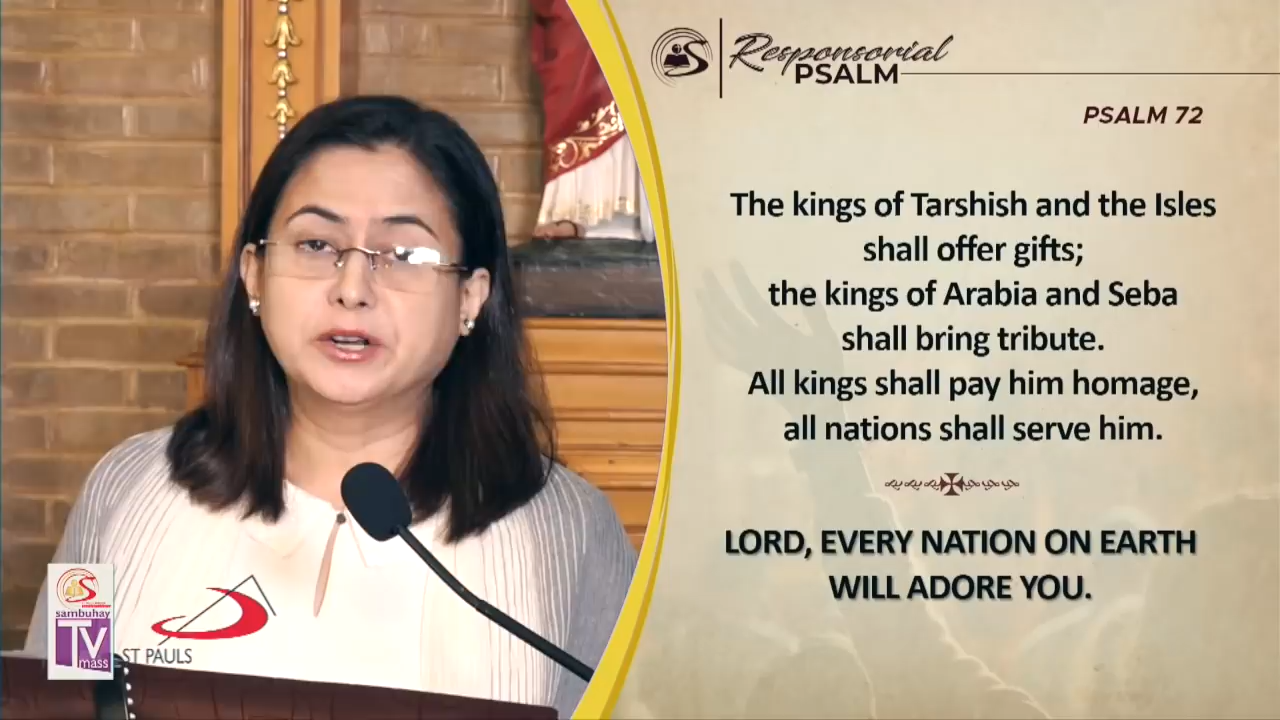 Responsorial
PSALM
PSALM 72
The kings of Tarshish and the Isles
shall offer gifts;
the kings of Arabia and Seba
shall bring tribute.
All kings shall pay him homage,
all nations shall serve him.
LORD, EVERY NATION ON EARTH
WILL ADORE YOU.
sambuhay
TV
mass
ST PAULS